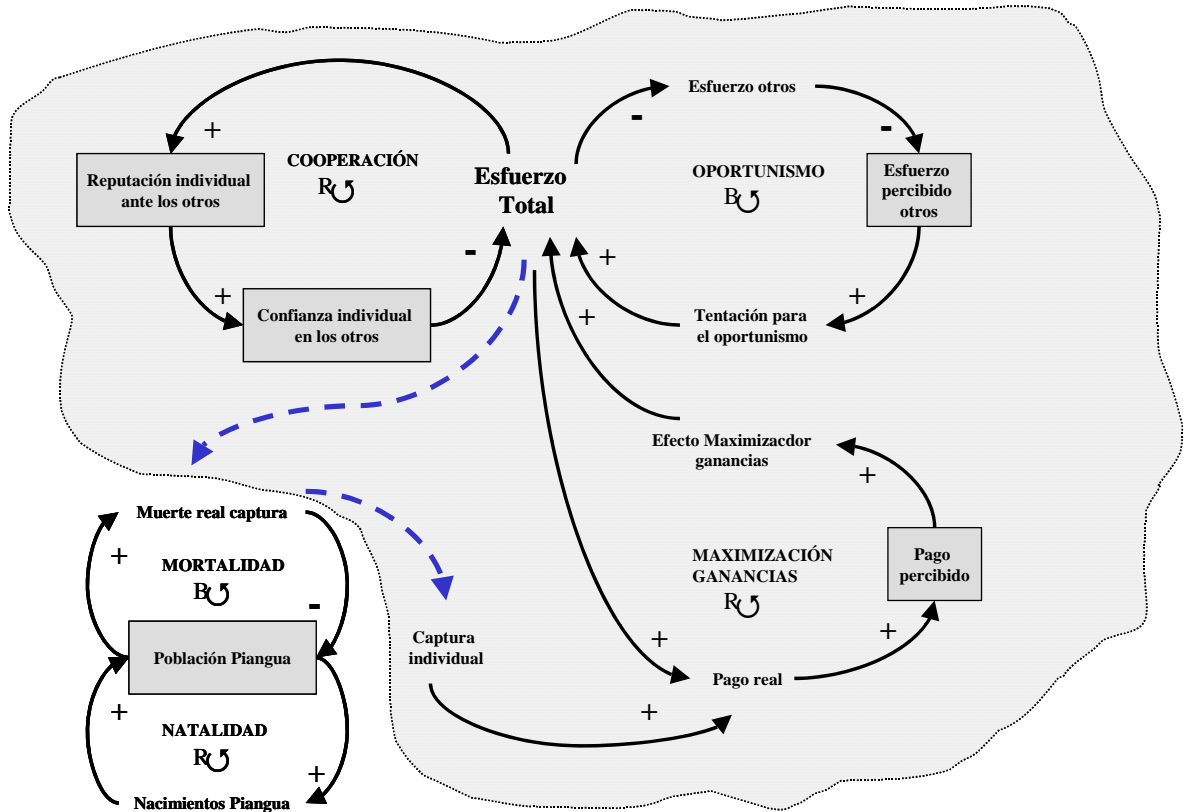 Esfuerzo otros
-
-
+
COOPERACIÓN
R
Reputación individual
ante los otros
Esfuerzo
Total
OPORTUNISMO
B
Esfuerzo
percibido
otros
-
+
+
+
Confianza individual
en los otros
Tentación para
el oportunismo
+
Efecto Maximizacdor
ganancias
+
Muerte real captura
+
MORTALIDAD
B
-
MAXIMIZACIÓN
GANANCIAS
R
Pago
percibido
Población Piangua
Captura
individual
+
+
Pago real
+
+
NATALIDAD
R
+
Nacimientos Piangua